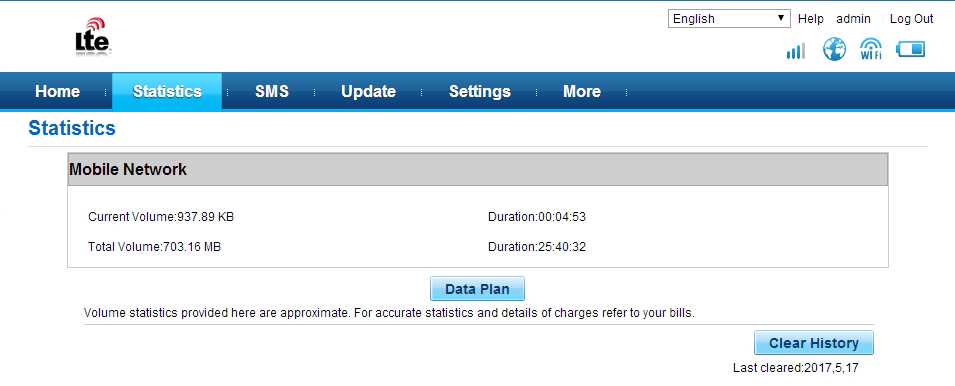 English Help admin Log Out
Lte
WiFi
Home Statistics SMS Update Settings More
Statistics
Mobile Network
Current Volume:937.89 KB Duration:00:04:53
Total Volume:703.16 MB Duration:25:40:32
Data Plan
Volume statistics provided here are approximate. For accurate statistics and details of charges refer to your bills.
Clear History
Last cleared:2017,5,17